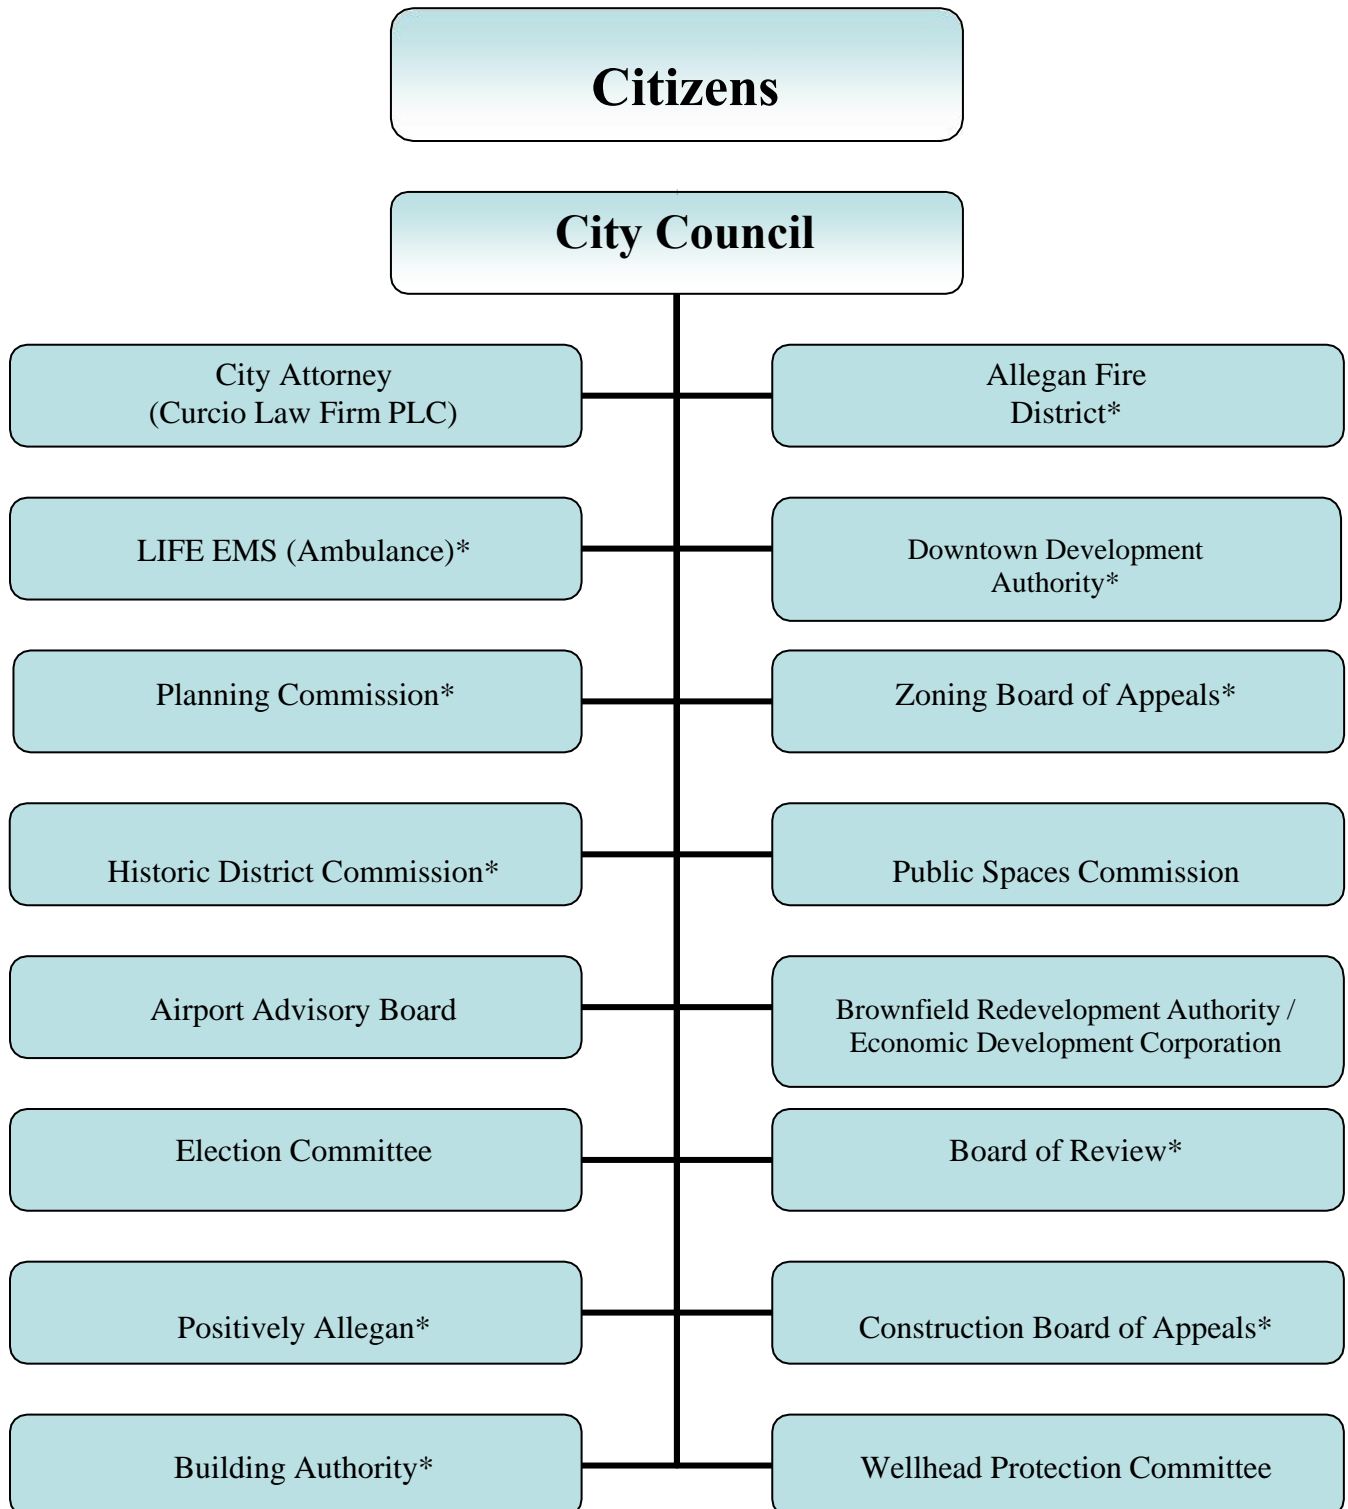 Citizens
City Council
City Attorney
(Curcio Law Firm PLC)
Allegan Fire
District*
LIFE EMS (Ambulance)*
Downtown Development
Authority*
Planning Commission*
Zoning Board of Appeals*
Historic District Commission*
Public Spaces Commission
Airport Advisory Board
Brownfield Redevelopment Authority /
Economic Development Corporation
Election Committee
Board of Review*
Positively Allegan*
Construction Board of Appeals*
Building Authority*
Wellhead Protection Committee